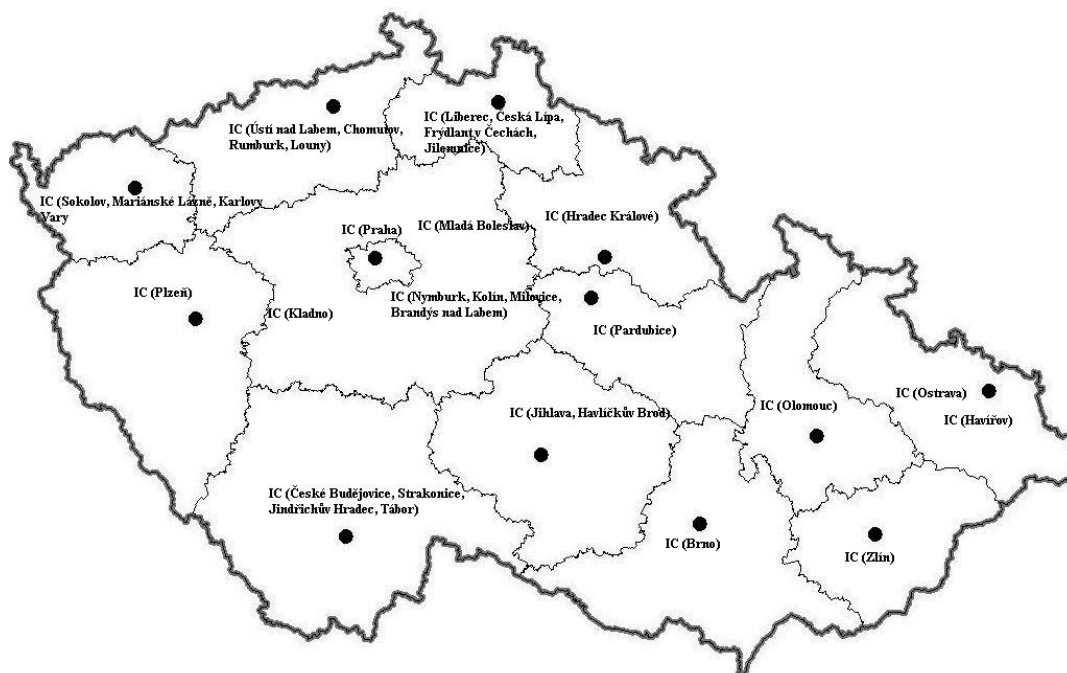 IC (Liberec, Česká Lípa,
Frýdlant v Čechách,
Jilemnice)
IC (Ústí nad Labem, Chomutov,
Rumburk, Louny)
IC (Sokolov, Mariánské Lázně, Karlovy
Vary
IC (Hradec Králové)
IC (Mladá Boleslav)
IC (Praha)
IC (Plzeň)
IC (Nymburk, Kolín, Milovice,
Brandýs nad Labem)
IC (Kladno)
IC (Pardubice)
IC (Ostrava)
IC (Olomouc)
IC (Jihlava, Havlíčkův Brod)
IC (Havířov)
IC (České Budějovice, Strakonice,
Jindřichův Hradec, Tábor)
IC (Brno)
IC (Zlín)